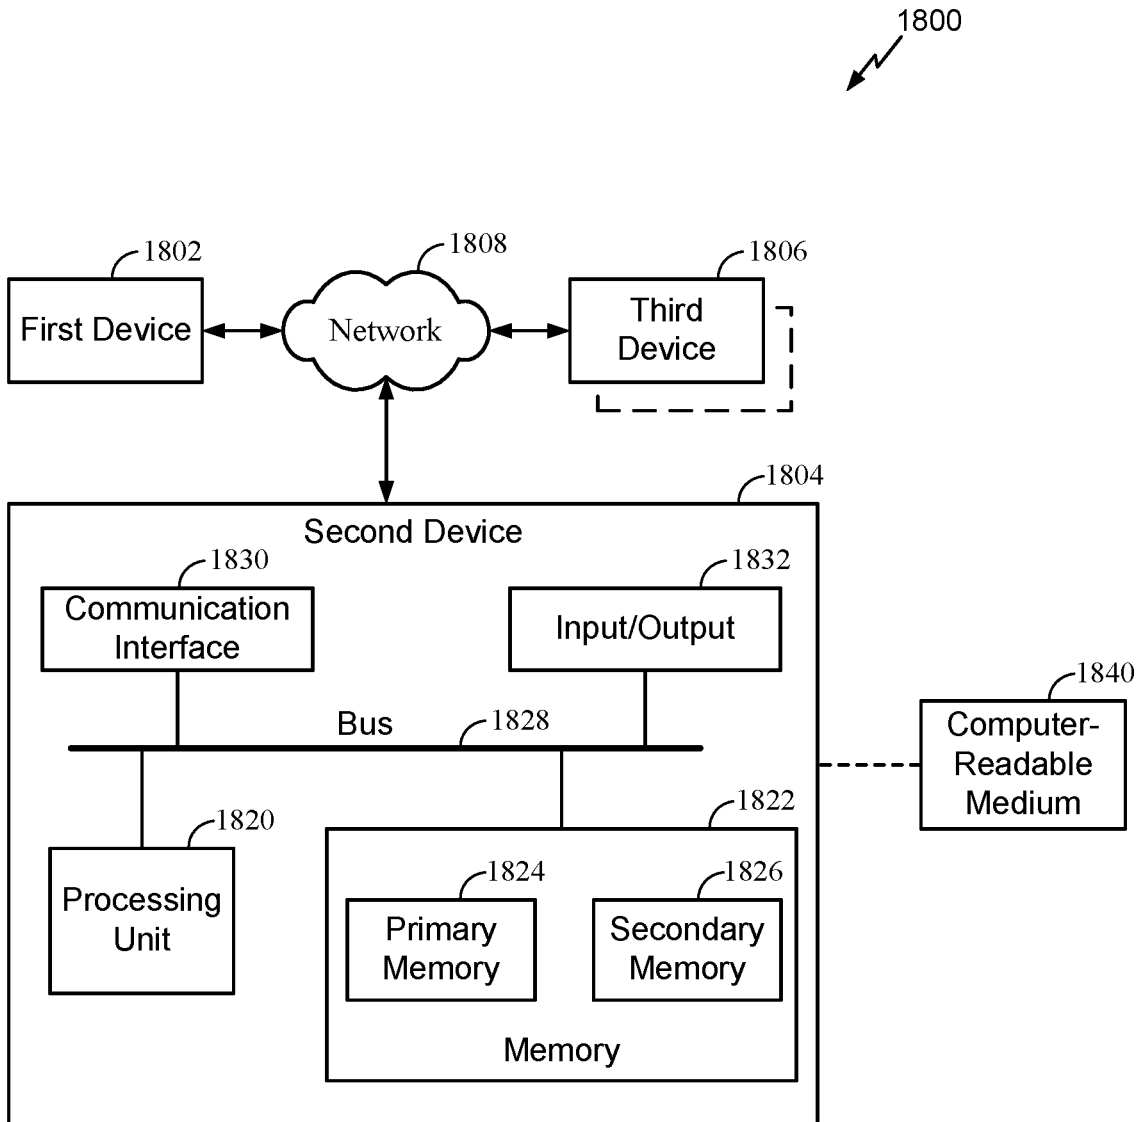 1800
1802
1808
1806
First Device
Network
Third
Device
1804
Second Device
1830
1832
Communication
Interface
Input/Output
1840
Computer-
Readable
Medium
Bus
1828
1820
1822
Processing
Unit
1824
1826
Primary
Memory
Secondary
Memory
Memory